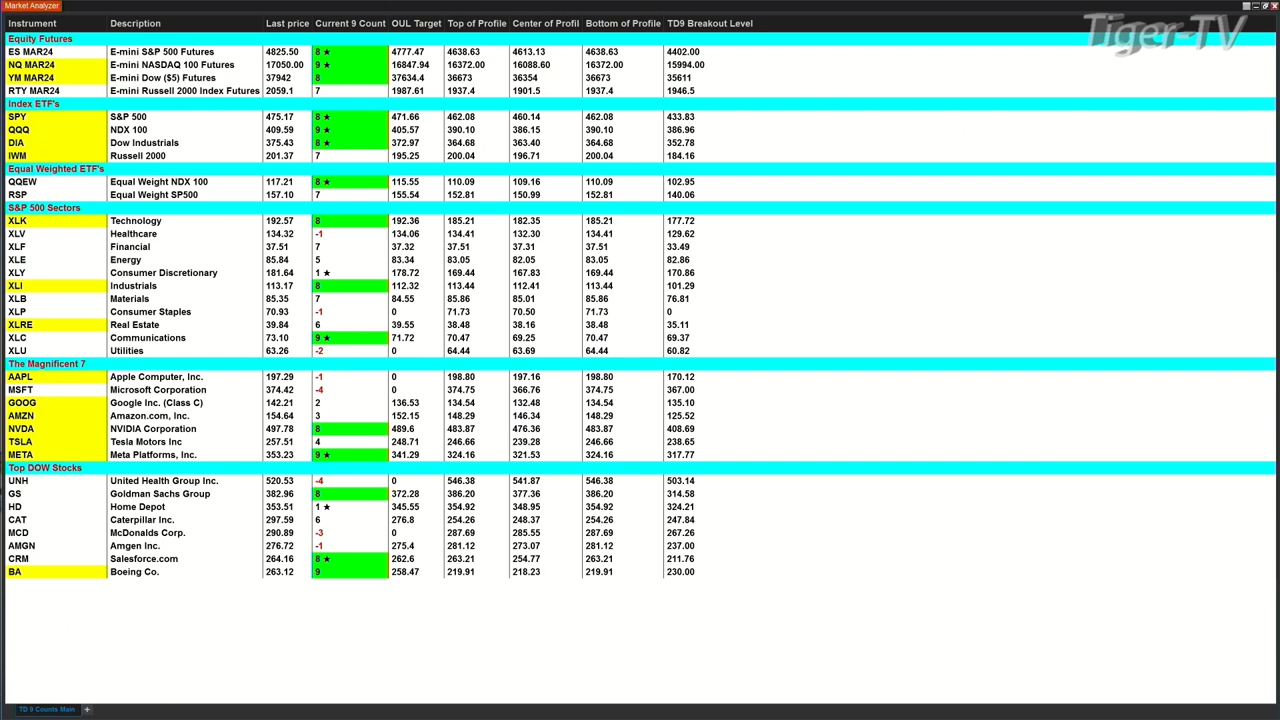 Market Analyzer
Instrument Description Last price Current 9 Count OUL Target Top of Profile Center of Profil Bottom of Profile TD9 Breakout Level
Tiger-TV
Equity Futures
ES MAR24 E-mini S&P 500 Futures 4825.50 8 ★ 4777.47 4638.63 4613.13 4638.63 4402.00
NQ MAR24 E-mini NASDAQ 100 Futures 17050.00 9 ★ 16847.94 16372.00 16088.60 16372.00 15994.00
YM MAR24 E-mini Dow ($5) Futures 37942 8 37634.4 36673 36354 36673 35611
RTY MAR24 E-mini Russell 2000 Index Futures 2059.1 7 1987.61 1937.4 1901.5 1937.4 1946.5
Index ETF's
SPY S&P 500 475.17 8 ★ 471.66 462.08 460.14 462.08 433.83
QQQ NDX 100 409.59 9 ★ 405.57 390.10 386.15 390.10 386.96
DIA Dow Industrials 375.43 8 ★ 372.97 364.68 363.40 364.68 352.78
IWM Russell 2000 201.37 7 195.25 200.04 196.71 200.04 184.16
Equal Weighted ETF's
QQEW Equal Weight NDX 100 117.21 8 ★ 115.55 110.09 109.16 110.09 102.95
RSP Equal Weight SP500 157.10 7 155.54 152.81 150.99 152.81 140.06
S&P 500 Sectors
XLK Technology 192.57 8 192.36 185.21 182.35 185.21 177.72
XLV Healthcare 134.32 -1 134.06 134.41 132.30 134.41 129.62
XLF Financial 37.51 7 37.32 37.51 37.31 37.51 33.49
XLE Energy 85.84 5 83.34 83.05 82.05 83.05 82.86
XLY Consumer Discretionary 181.64 1 ★ 178.72 169.44 167.83 169.44 170.86
XLI Industrials 113.17 8 112.32 113.44 112.41 113.44 101.29
XLB Materials 85.35 7 84.55 85.86 85.01 85.86 76.81
XLP Consumer Staples 70.93 -1 0 71.73 70.50 71.73 0
XLRE Real Estate 39.84 6 39.55 38.48 38.16 38.48 35.11
XLC Communications 73.10 9 ★ 71.72 70.47 69.25 70.47 69.37
XLU Utilities 63.26 -2 0 64.44 63.69 64.44 60.82
The Magnificent 7
AAPL Apple Computer, Inc. 197.29 -1 0 198.80 197.16 198.80 170.12
MSFT Microsoft Corporation 374.42 -4 0 374.75 366.76 374.75 367.00
GOOG Google Inc. (Class C) 142.21 2 136.53 134.54 132.48 134.54 135.10
AMZN Amazon.com, Inc. 154.64 3 152.15 148.29 146.34 148.29 125.52
NVDA NVIDIA Corporation 497.78 8 489.6 483.87 476.36 483.87 408.69
TSLA Tesla Motors Inc 257.51 4 248.71 246.66 239.28 246.66 238.65
META Meta Platforms, Inc. 353.23 9 ★ 341.29 324.16 321.53 324.16 317.77
Top DOW Stocks
UNH United Health Group Inc. 520.53 -4 0 546.38 541.87 546.38 503.14
GS Goldman Sachs Group 382.96 8 372.28 386.20 377.36 386.20 314.58
HD Home Depot 353.51 1 ★ 345.55 354.92 348.95 354.92 324.21
CAT Caterpillar Inc. 297.59 6 276.8 254.26 248.37 254.26 247.84
MCD McDonalds Corp. 290.89 -3 0 287.69 285.55 287.69 267.26
AMGN Amgen Inc. 276.72 -1 275.4 281.12 273.07 281.12 237.00
CRM Salesforce.com 264.16 8 ★ 262.6 263.21 254.77 263.21 211.76
BA Boeing Co. 263.12 9 258.47 219.91 218.23 219.91 230.00
TD 9 Counts Main +